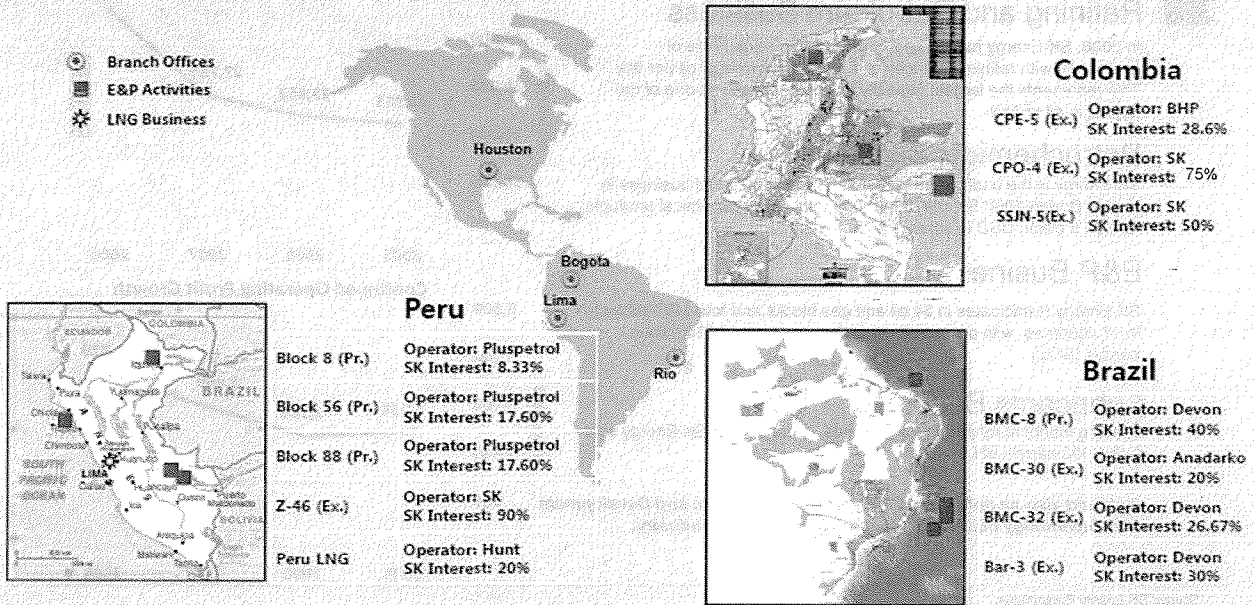 Branch Offices
E&P Activities
LNG Business
Houston
Bogota
Lima
Rio
Colombia
CPE-5 (Ex.) Operator: BHP
SK Interest: 28.6%
CPO-4 (Ex.) Operator: SK
SK Interest: 75%
SSJN-5(Ex.) Operator: SK
SK Interest: 50%
Peru
Block 8 (Pr.) Operator: Pluspetrol
SK Interest: 8.33%
Block 56 (Pr.) Operator: Pluspetrol
SK Interest: 17.60%
Block 88 (Pr.) Operator: Pluspetrol
SK Interest: 17.60%
Z-46 (Ex.) Operator: SK
SK Interest: 90%
Peru LNG Operator: Hunt
SK Interest: 20%
ECUADOR
COLOMBIA
BRAZIL
LIMA
SOUTH
PACIFIC
OCEAN
BOLIVIA
Brazil
BMC-8 (Pr.) Operator: Devon
SK Interest: 40%
BMC-30 (Ex.) Operator: Anadarko
SK Interest: 20%
BMC-32 (Ex.) Operator: Devon
SK Interest: 26.67%
Bar-3 (Ex.) Operator: Devon
SK Interest: 30%